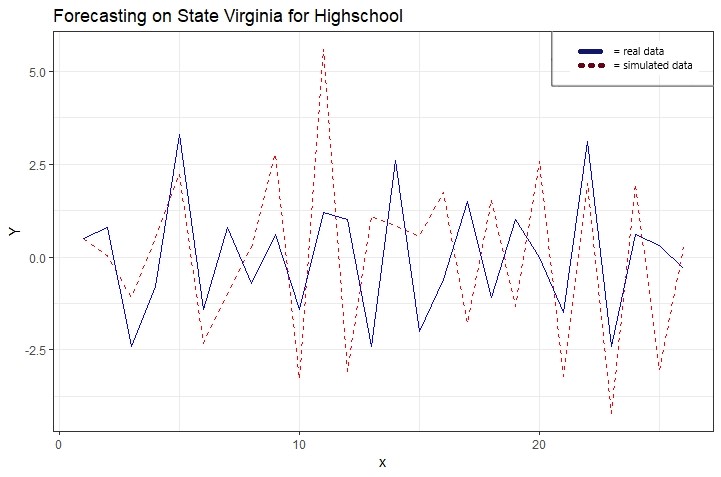 Forecasting on State Virginia for Highschool
= real data
= simulated data
5.0
2.5
0.0
-2.5
Y
0
10
20
x